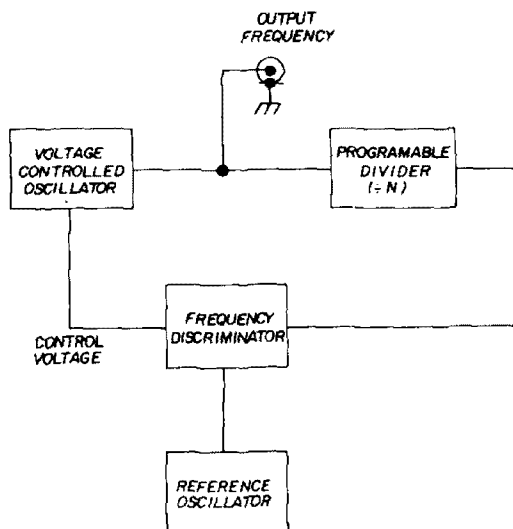 OUTPUT
FREQUENCY
VOLTAGE
CONTROLLED
OSCILLATOR
PROGRAMABLE
DIVIDER
(÷N)
FREQUENCY
DISCRIMINATOR
CONTROL
VOLTAGE
REFERENCE
OSCILLATOR